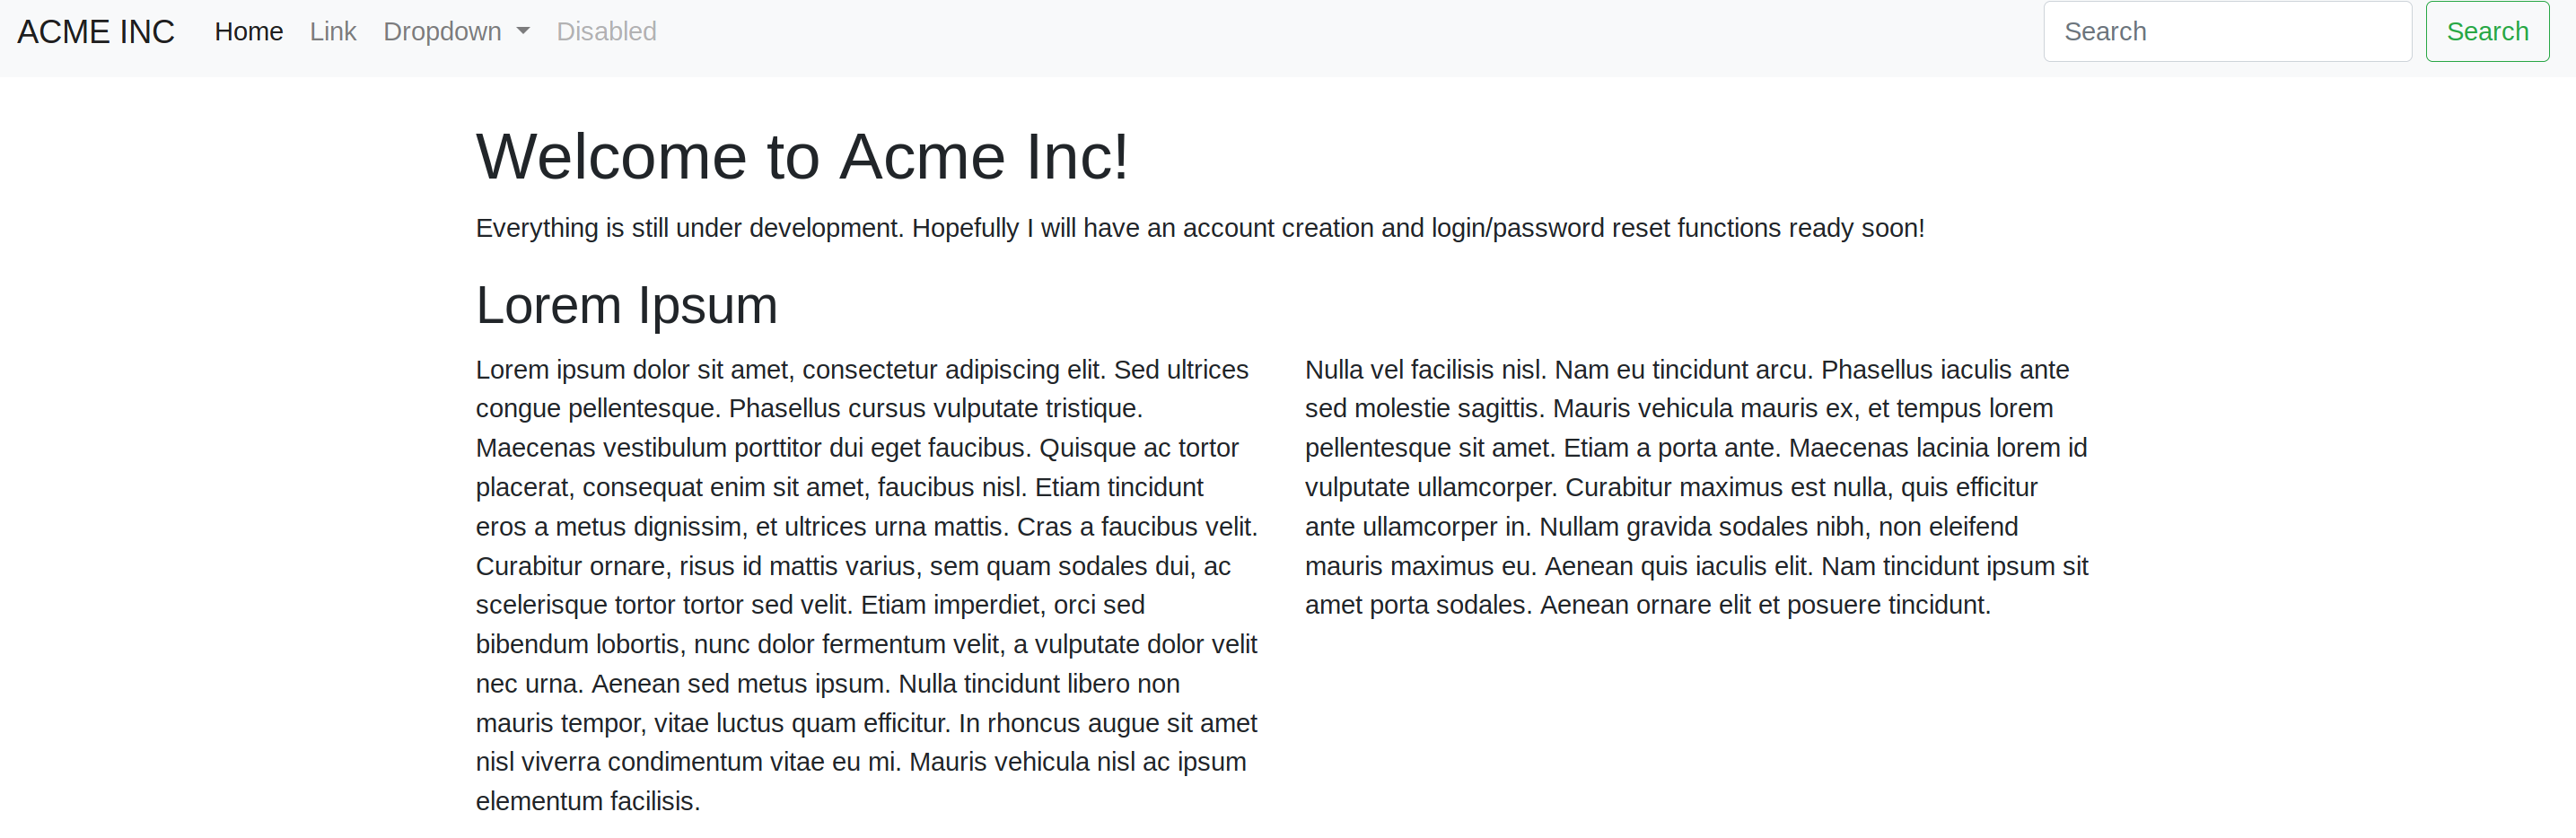 ACME INC Home Link Dropdown Disabled Search Search
Welcome to Acme Inc!
Everything is still under development. Hopefully I will have an account creation and login/password reset functions ready soon!
Lorem Ipsum
Lorem ipsum dolor sit amet, consectetur adipiscing elit. Sed ultrices
congue pellentesque. Phasellus cursus vulputate tristique.
Maecenas vestibulum porttitor dui eget faucibus. Quisque ac tortor
placerat, consequat enim sit amet, faucibus nisl. Etiam tincidunt
eros a metus dignissim, et ultrices urna mattis. Cras a faucibus velit.
Curabitur ornare, risus id mattis varius, sem quam sodales dui, ac
scelerisque tortor tortor sed velit. Etiam imperdiet, orci sed
bibendum lobortis, nunc dolor fermentum velit, a vulputate dolor velit
nec urna. Aenean sed metus ipsum. Nulla tincidunt libero non
mauris tempor, vitae luctus quam efficitur. In rhoncus augue sit amet
nisl viverra condimentum vitae eu mi. Mauris vehicula nisl ac ipsum
elementum facilisis.
Nulla vel facilisis nisl. Nam eu tincidunt arcu. Phasellus iaculis ante
sed molestie sagittis. Mauris vehicula mauris ex, et tempus lorem
pellentesque sit amet. Etiam a porta ante. Maecenas lacinia lorem id
vulputate ullamcorper. Curabitur maximus est nulla, quis efficitur
ante ullamcorper in. Nullam gravida sodales nibh, non eleifend
mauris maximus eu. Aenean quis iaculis elit. Nam tincidunt ipsum sit
amet porta sodales. Aenean ornare elit et posuere tincidunt.